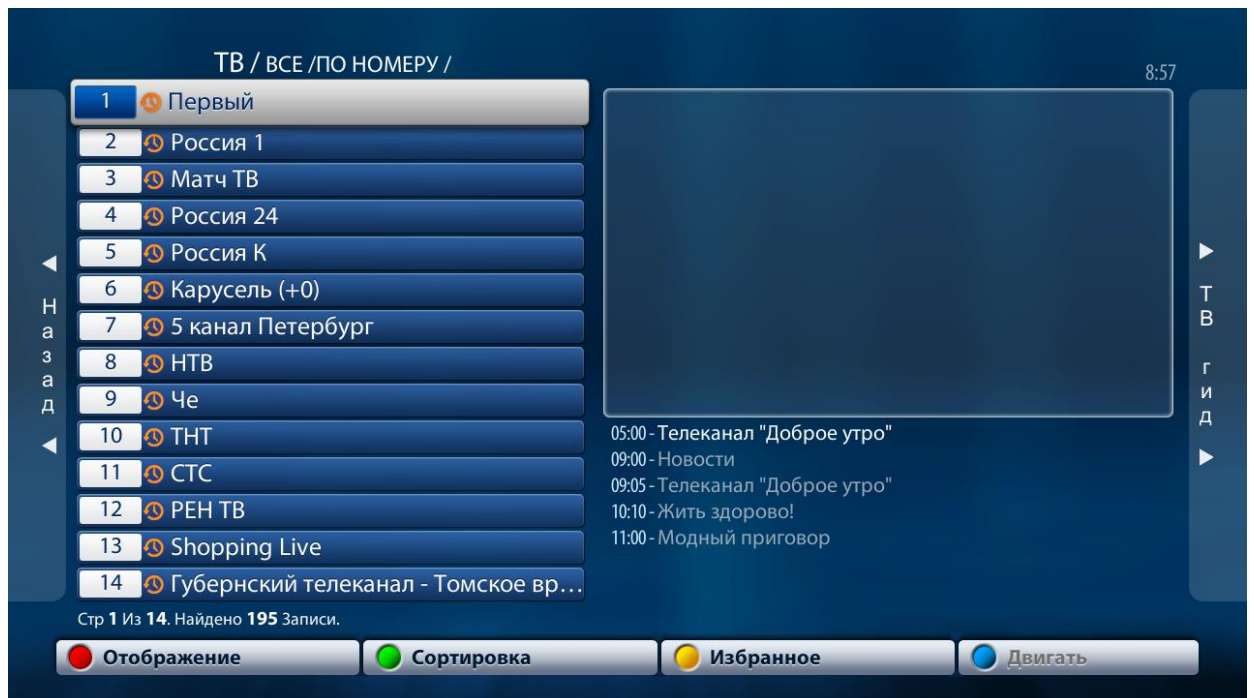 ТВ / ВСЕ /ПО НОМЕРУ /
8:57
1 Первый
2 Россия 1
3 Матч ТВ
4 Россия 24
5 Россия К
6 Карусель (+0)
7 5 канал Петербург
8 НТВ
9 Че
10 ТНТ
11 СТС
12 РЕН ТВ
13 Shopping Live
14 Губернский телеканал - Томское вр...
Стр 1 Из 14. Найдено 195 Записи.
Назад
05:00 - Телеканал "Доброе утро"
09:00 - Новости
09:05 - Телеканал "Доброе утро"
10:10 - Жить здорово!
11:00 - Модный приговор
ТВ гид
Отображение
Сортировка
Избранное
Двигать